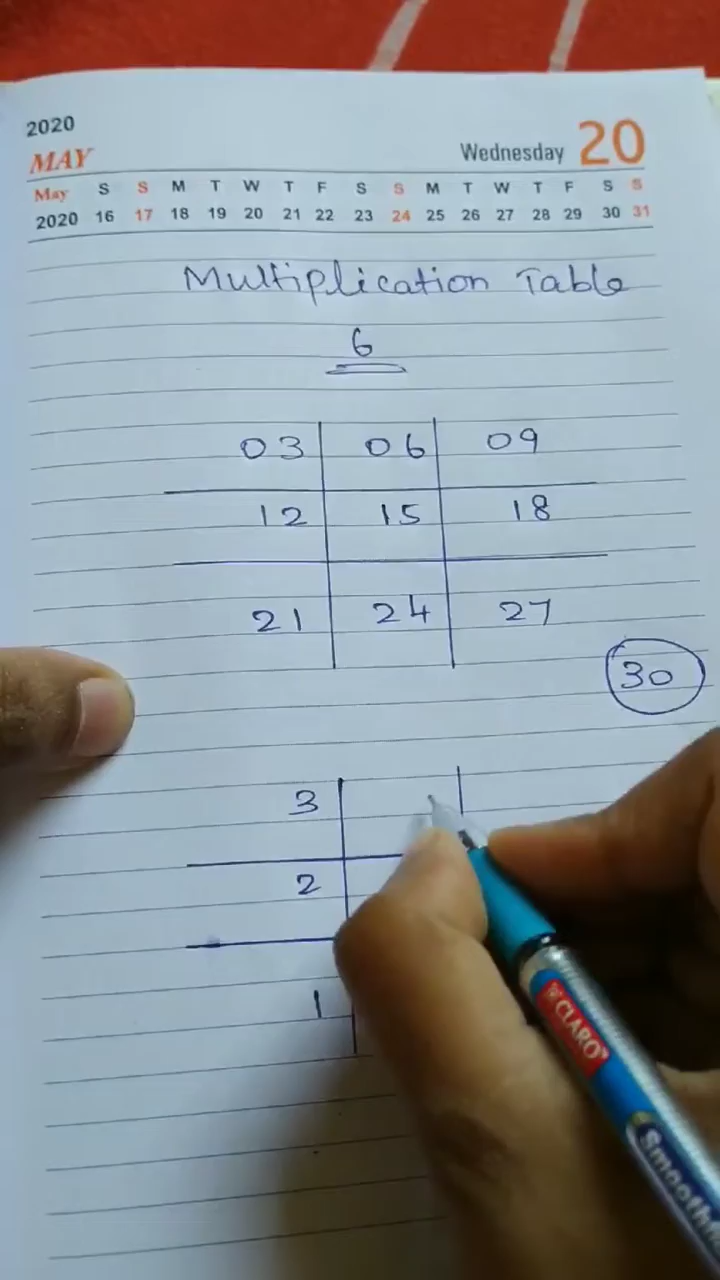 2020
MAY
Wednesday 20
May S S M T W T F S S M T W T F S S
2020 16 17 18 19 20 21 22 23 24 25 26 27 28 29 30 31
Multiplication Table
6
03 06 09
12 15 18
21 24 27
30
3
2
1
CLARO
Smooth